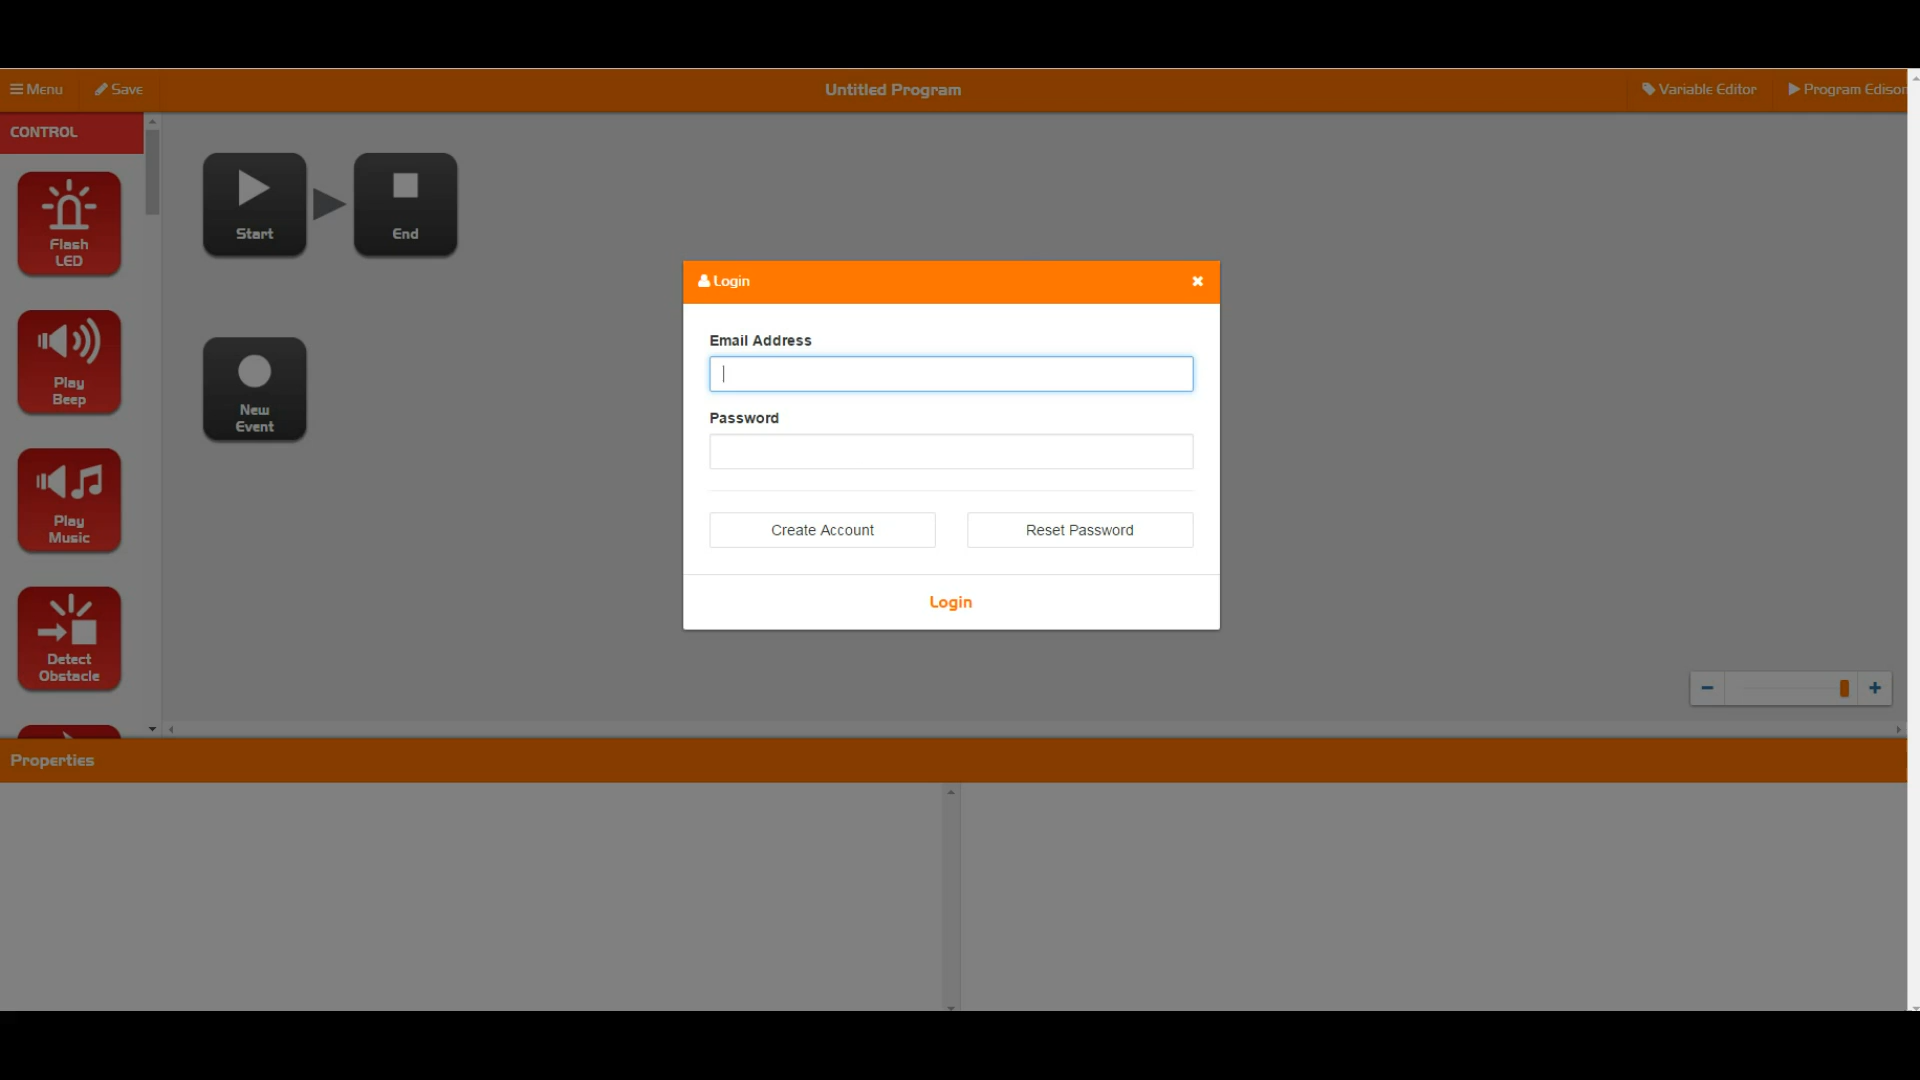 Menu
Save
Untitled Program
Variable Editor
Program Edison
CONTROL
Flash
LED
Play
Beep
Play
Music
Detect
Obstacle
Start
End
New
Event
Login
Email Address
Password
Create Account
Reset Password
Login
Properties